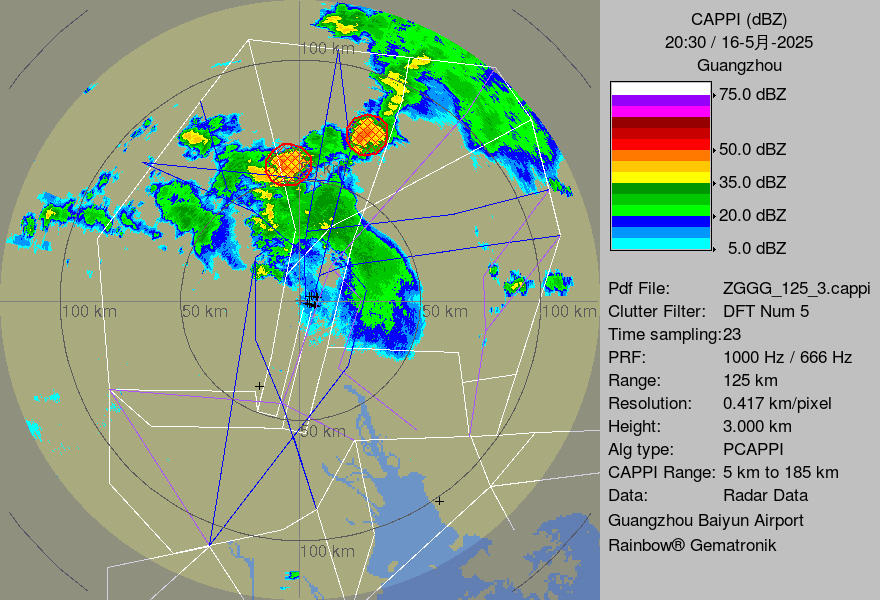 CAPPI (dBZ)
20:30 / 16-5月-2025
Guangzhou
75.0 dBZ
50.0 dBZ
35.0 dBZ
20.0 dBZ
5.0 dBZ
Pdf File: ZGGG_125_3.cappi
Clutter Filter: DFT Num 5
Time sampling:23
PRF: 1000 Hz / 666 Hz
Range: 125 km
Resolution: 0.417 km/pixel
Height: 3.000 km
Alg type: PCAPPI
CAPPI Range: 5 km to 185 km
Data: Radar Data
Guangzhou Baiyun Airport
Rainbow® Gematronik
100 km
100 km
50 km
50 km
100 km
50 km
100 km